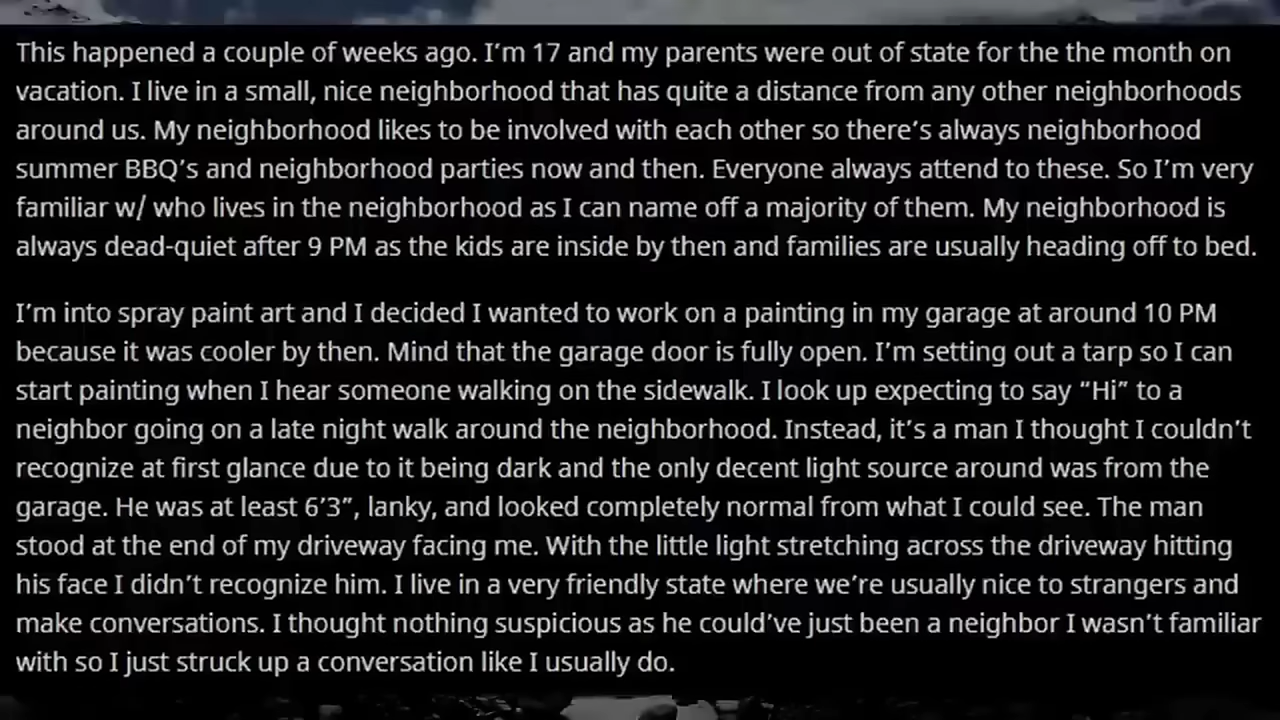 This happened a couple of weeks ago. I’m 17 and my parents were out of state for the the month on
vacation. I live in a small, nice neighborhood that has quite a distance from any other neighborhoods
around us. My neighborhood likes to be involved with each other so there’s always neighborhood
summer BBQ’s and neighborhood parties now and then. Everyone always attend to these. So I’m very
familiar w/ who lives in the neighborhood as I can name off a majority of them. My neighborhood is
always dead-quiet after 9 PM as the kids are inside by then and families are usually heading off to bed.
I’m into spray paint art and I decided I wanted to work on a painting in my garage at around 10 PM
because it was cooler by then. Mind that the garage door is fully open. I’m setting out a tarp so I can
start painting when I hear someone walking on the sidewalk. I look up expecting to say “Hi” to a
neighbor going on a late night walk around the neighborhood. Instead, it’s a man I thought I couldn’t
recognize at first glance due to it being dark and the only decent light source around was from the
garage. He was at least 6’3”, lanky, and looked completely normal from what I could see. The man
stood at the end of my driveway facing me. With the little light stretching across the driveway hitting
his face I didn’t recognize him. I live in a very friendly state where we’re usually nice to strangers and
make conversations. I thought nothing suspicious as he could’ve just been a neighbor I wasn’t familiar
with so I just struck up a conversation like I usually do.